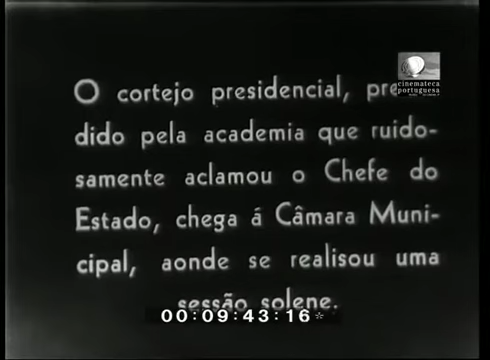 cinemateca
portuguesa
O cortejo presidencial, pre
dido pela academia que ruido-
samente aclamou o Chefe do
Estado, chega á Câmara Muni-
cipal, aonde se realisou uma
sessão solene.
00:09:43:16*